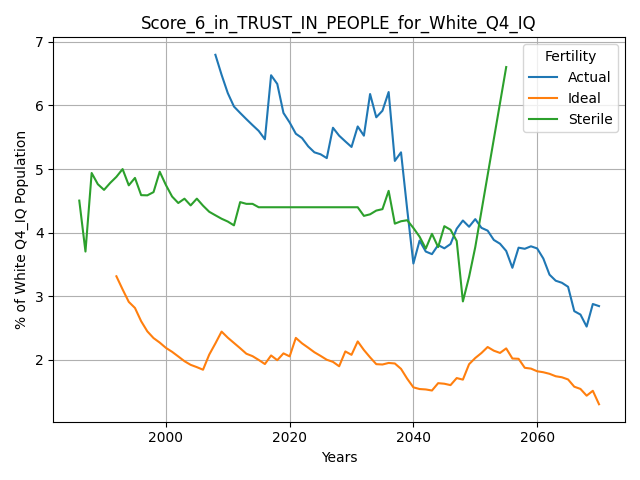 Score_6_in_TRUST_IN_PEOPLE_for_White_Q4_IQ
% of White Q4_IQ Population
7
6
5
4
3
2
Fertility
Actual
Ideal
Sterile
2000
2020
2040
2060
Years